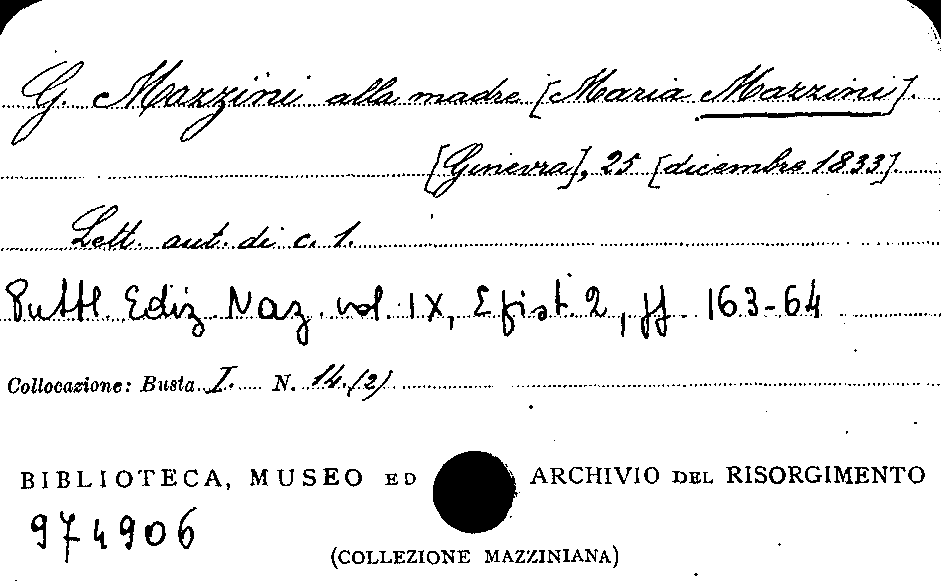 G. Mazzini alla madre [Maria Mazzini].
[Ginevra], 25 [dicembre 1833].
Lett. aut. di c. 1.
Publl. Ediz. Naz. vol. IX, Epist. 2, pp. 163-64
Collocazione: Busta I. N. 14.(2)
BIBLIOTECA, MUSEO ED ARCHIVIO DEL RISORGIMENTO
974906
(COLLEZIONE MAZZINIANA)